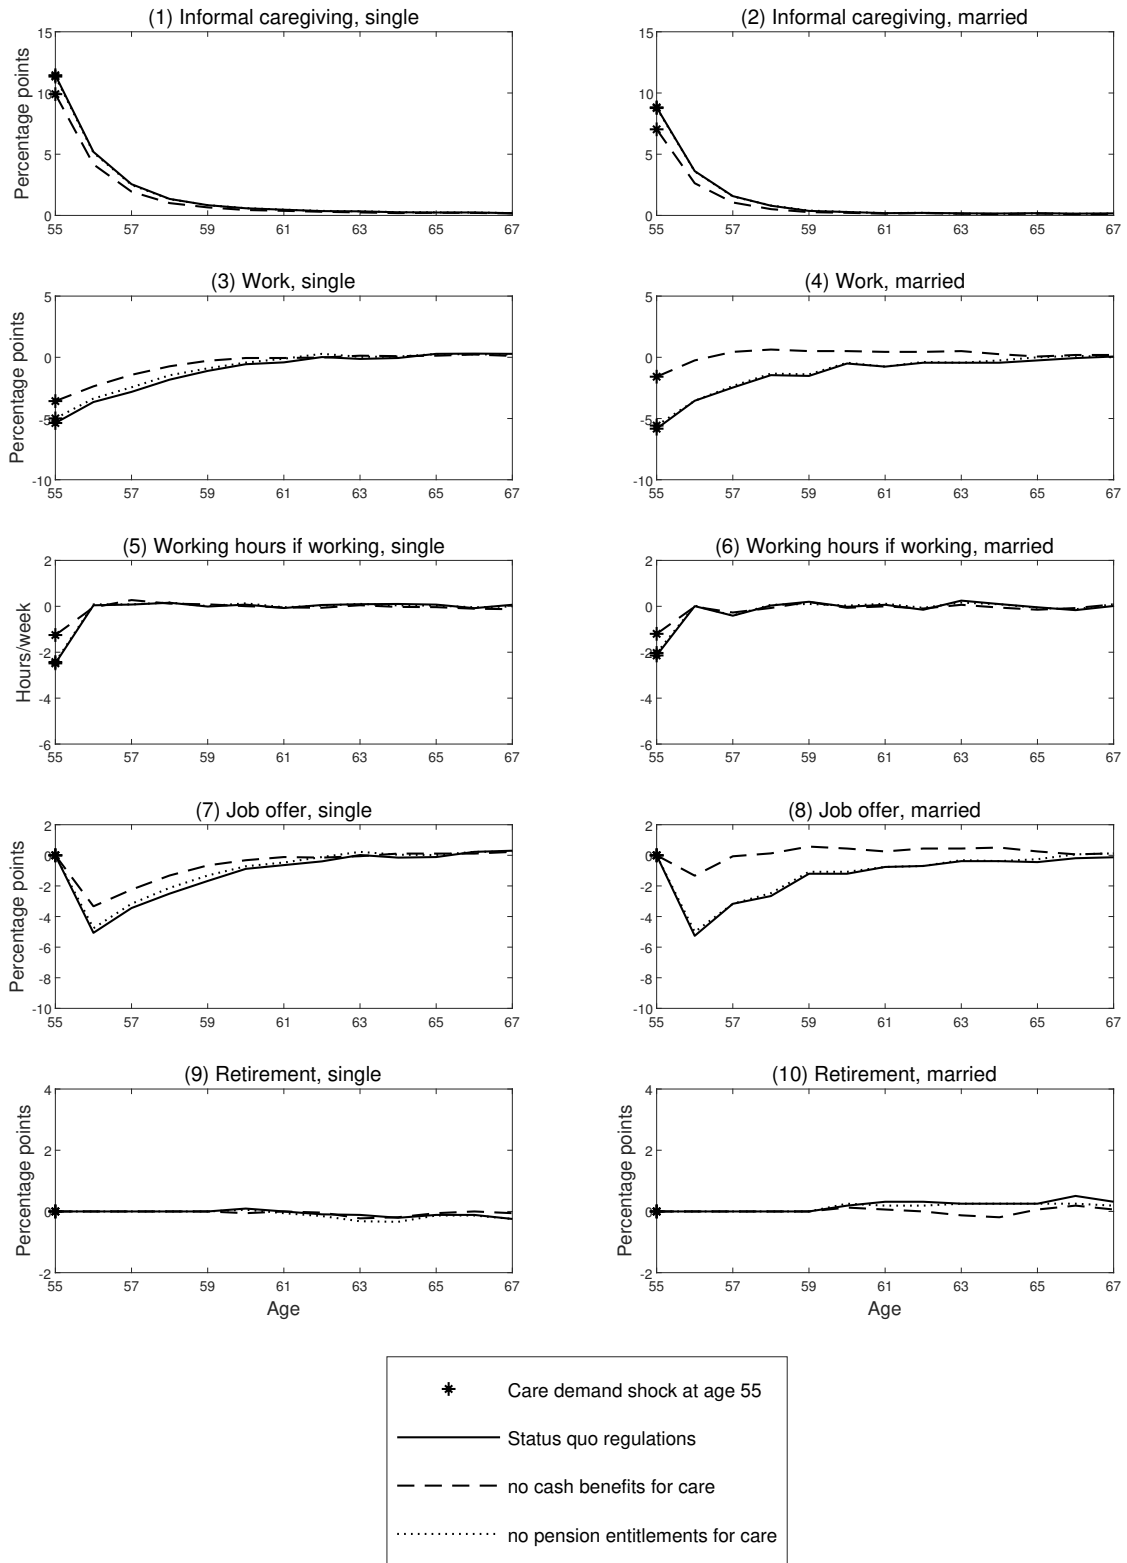 (1) Informal caregiving, single
(2) Informal caregiving, married
Percentage points
15
10
5
0
55 57 59 61 63 65 67
15
10
5
0
55 57 59 61 63 65 67
(3) Work, single
(4) Work, married
Percentage points
5
0
-5
-10
55 57 59 61 63 65 67
5
0
-5
-10
55 57 59 61 63 65 67
(5) Working hours if working, single
(6) Working hours if working, married
Hours/week
2
0
-2
-4
-6
55 57 59 61 63 65 67
2
0
-2
-4
-6
55 57 59 61 63 65 67
(7) Job offer, single
(8) Job offer, married
Percentage points
2
0
-2
-4
-6
-8
-10
55 57 59 61 63 65 67
Percentage points
2
0
-2
-4
-6
-8
-10
55 57 59 61 63 65 67
(9) Retirement, single
(10) Retirement, married
Percentage points
4
2
0
-2
55 57 59 61 63 65 67
Age
Percentage points
4
2
0
-2
55 57 59 61 63 65 67
Age
Care demand shock at age 55
Status quo regulations
no cash benefits for care
no pension entitlements for care